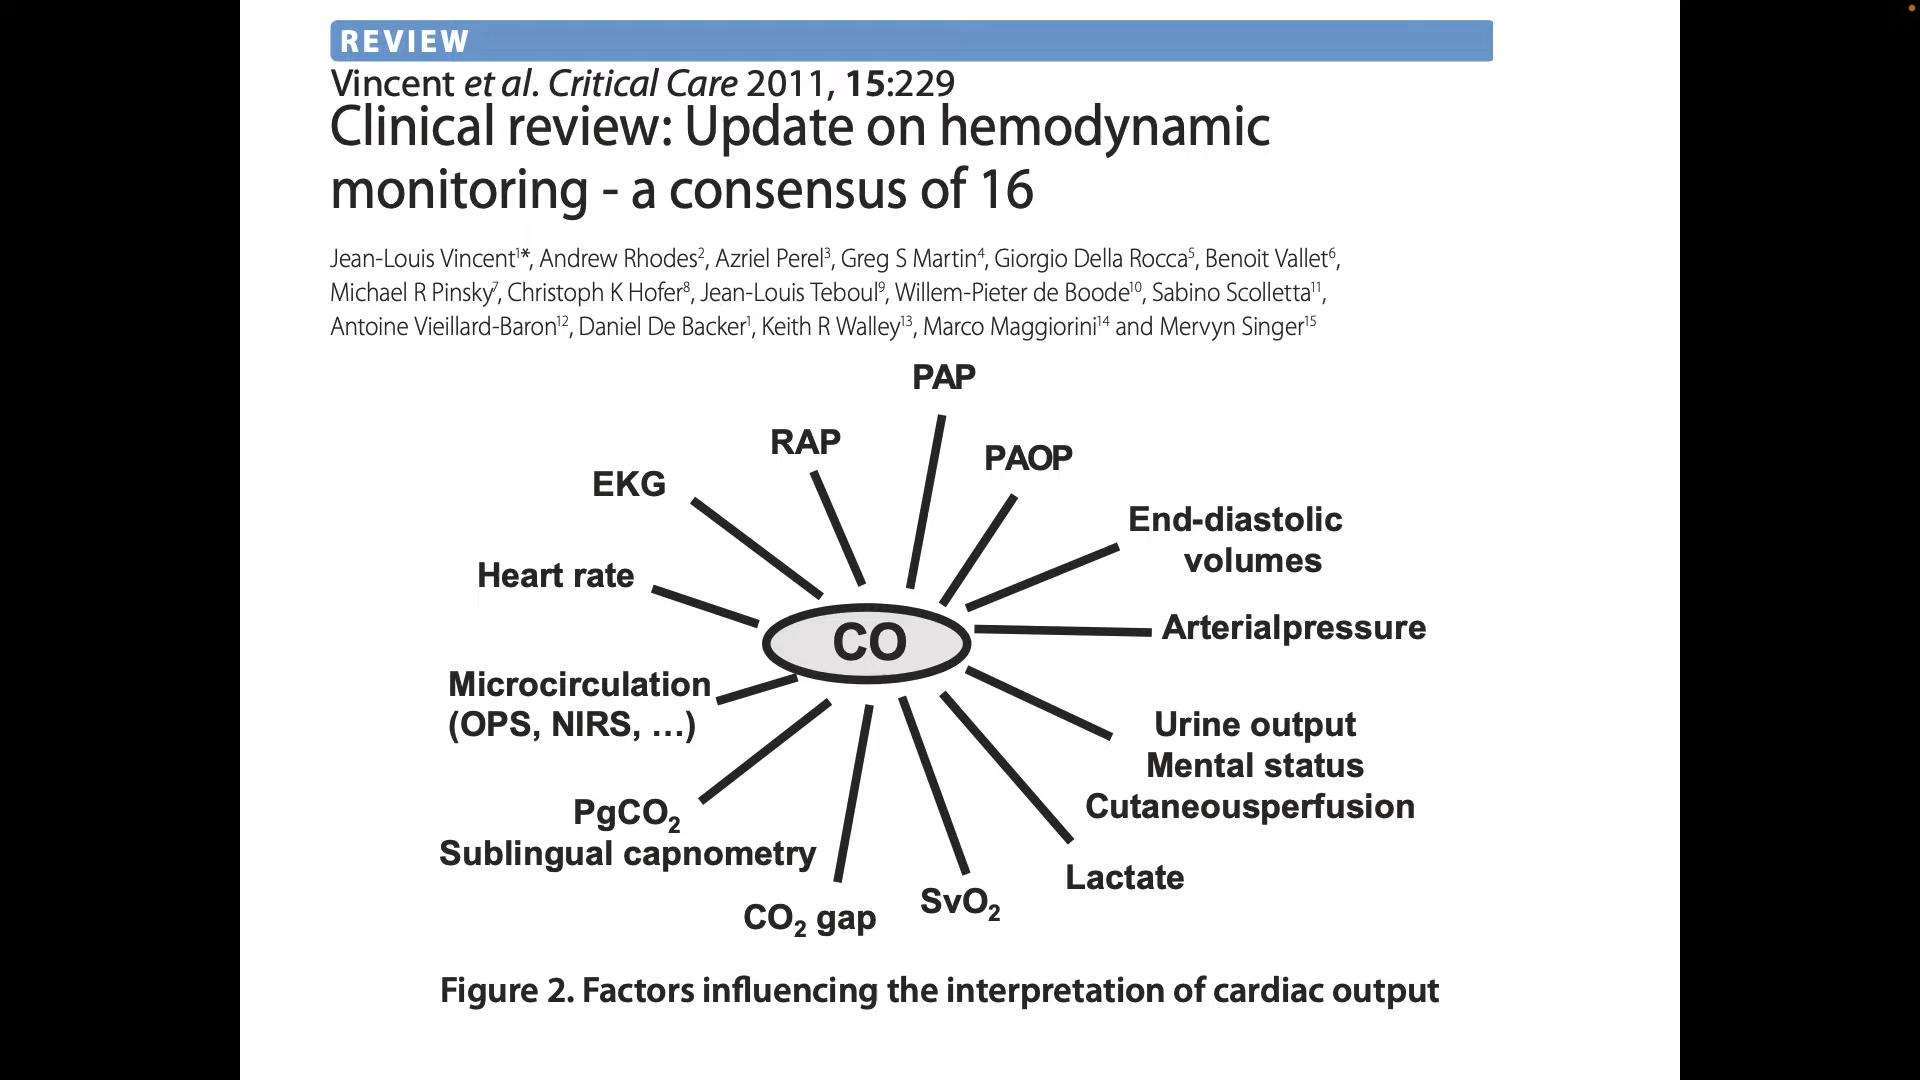 REVIEW
Vincent et al. Critical Care 2011, 15:229
Clinical review: Update on hemodynamic
monitoring - a consensus of 16
Jean-Louis Vincent¹*, Andrew Rhodes², Azriel Perel³, Greg S Martin⁴, Giorgio Della Rocca⁵, Benoit Vallet⁶,
Michael R Pinsky⁷, Christoph K Hofer⁸, Jean-Louis Teboul⁹, Willem-Pieter de Boode¹⁰, Sabino Scolletta¹¹,
Antoine Vieillard-Baron¹², Daniel De Backer¹, Keith R Walley¹³, Marco Maggiorini¹⁴ and Mervyn Singer¹⁵
PAP
RAP
PAOP
EKG
End-diastolic
volumes
Heart rate
Arterialpressure
CO
Microcirculation
(OPS, NIRS, …)
Urine output
Mental status
Cutaneousperfusion
PgCO₂
Sublingual capnometry
Lactate
SvO₂
CO₂ gap
Figure 2. Factors influencing the interpretation of cardiac output